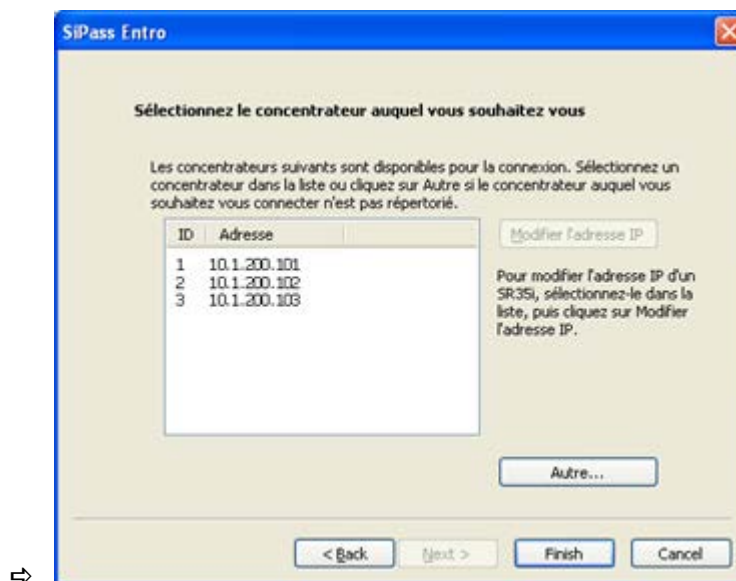 SiPass Entro
Sélectionnez le concentrateur auquel vous souhaitez vous
Les concentrateurs suivants sont disponibles pour la connexion. Sélectionnez un
concentrateur dans la liste ou cliquez sur Autre si le concentrateur auquel vous
souhaitez vous connecter n'est pas répertorié.
ID Adresse
1 10.1.200.101
2 10.1.200.102
3 10.1.200.103
Modifier l'adresse IP
Pour modifier l'adresse IP d'un
SR35i, sélectionnez-le dans la
liste, puis cliquez sur Modifier
l'adresse IP.
Autre...
< Back Next > Finish Cancel